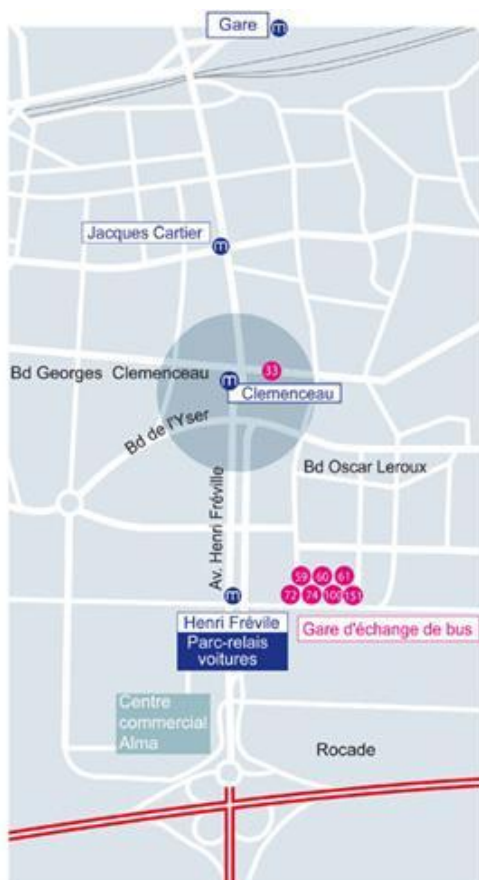 Gare m
Jacques Cartier m
33
Bd Georges Clemenceau m
Clemenceau
Bd de l'Yser
Bd Oscar Leroux
Av. Henri Fréville
59 60 61
72 74 100 151
m
Henri Frévile
Parc-relais
voitures
Gare d'échange de bus
Centre
commercial
Alma
Rocade